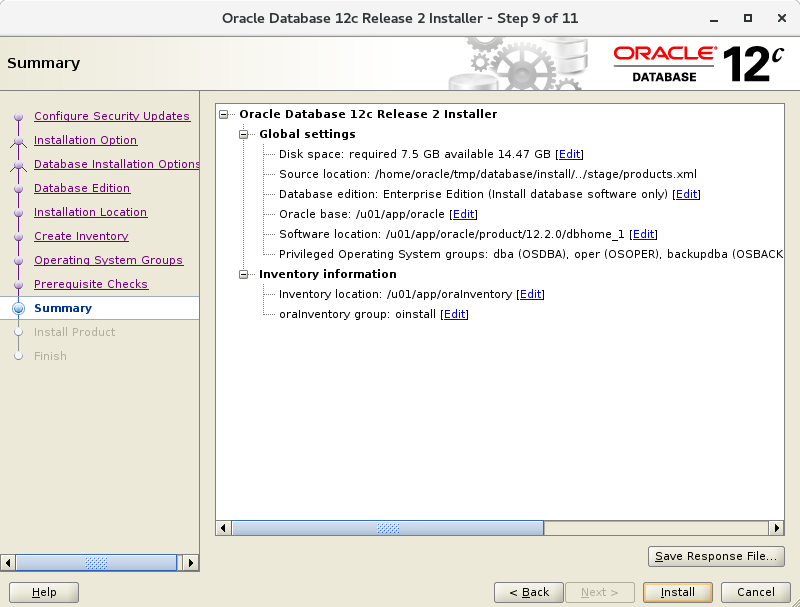 Oracle Database 12c Release 2 Installer - Step 9 of 11
Summary
ORACLE
DATABASE
12c
Configure Security Updates
Installation Option
Database Installation Options
Database Edition
Installation Location
Create Inventory
Operating System Groups
Prerequisite Checks
Summary
Install Product
Finish
Oracle Database 12c Release 2 Installer
Global settings
Disk space: required 7.5 GB available 14.47 GB [Edit]
Source location: /home/oracle/tmp/database/install/../stage/products.xml
Database edition: Enterprise Edition (Install database software only) [Edit]
Oracle base: /u01/app/oracle [Edit]
Software location: /u01/app/oracle/product/12.2.0/dbhome_1 [Edit]
Privileged Operating System groups: dba (OSDBA), oper (OSOPER), backupdba (OSBACK
Inventory information
Inventory location: /u01/app/oraInventory [Edit]
oraInventory group: oinstall [Edit]
Save Response File...
Help
< Back
Next >
Install
Cancel